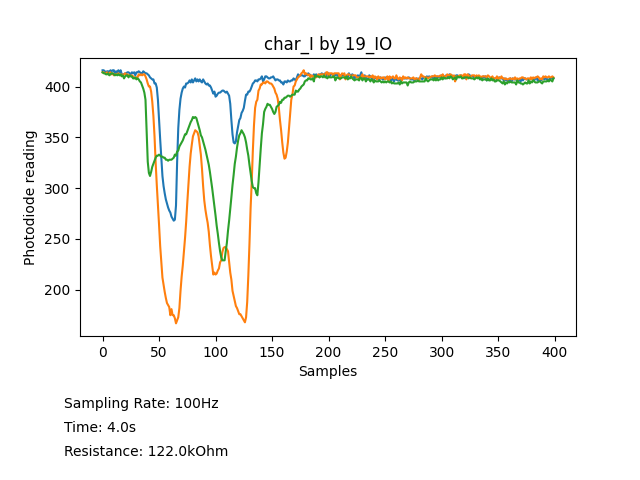 char_I by 19_IO
Photodiode reading
400
350
300
250
200
0 50 100 150 200 250 300 350 400
Samples
Sampling Rate: 100Hz
Time: 4.0s
Resistance: 122.0kOhm